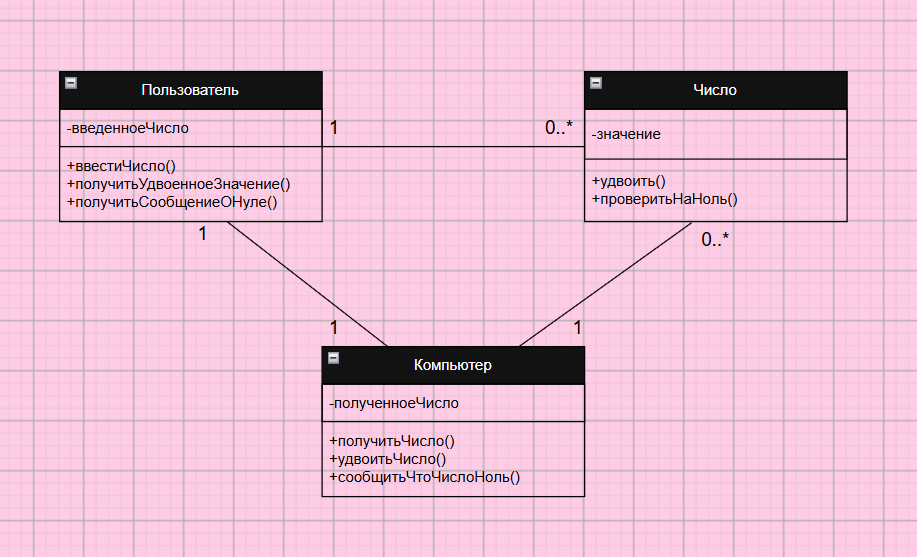 Пользователь
-введенноеЧисло
+ввестиЧисло()
+получитьУдвоенноеЗначение()
+получитьСообщениеОНуле()
1
0..*
Число
-значение
+удвоить()
+проверитьНаНоль()
1
0..*
1
1
Компьютер
-полученноеЧисло
+получитьЧисло()
+удвоитьЧисло()
+сообщитьЧтоЧислоНоль()